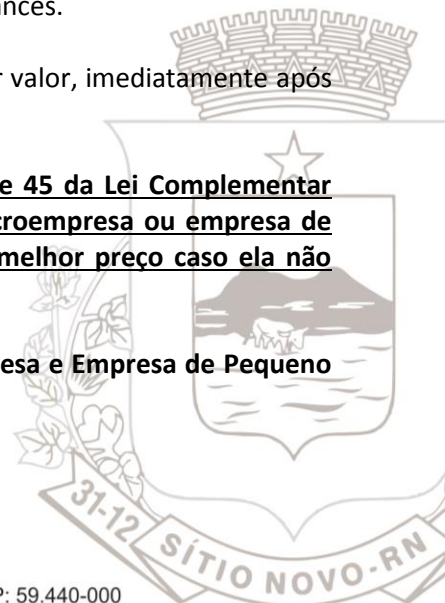 ances.
r valor, imediatamente após
e 45 da Lei Complementar
croempresa ou empresa de
melhor preço caso ela não
esa e Empresa de Pequeno
31-12 SÍTIO NOVO-RN
P: 59.440-000